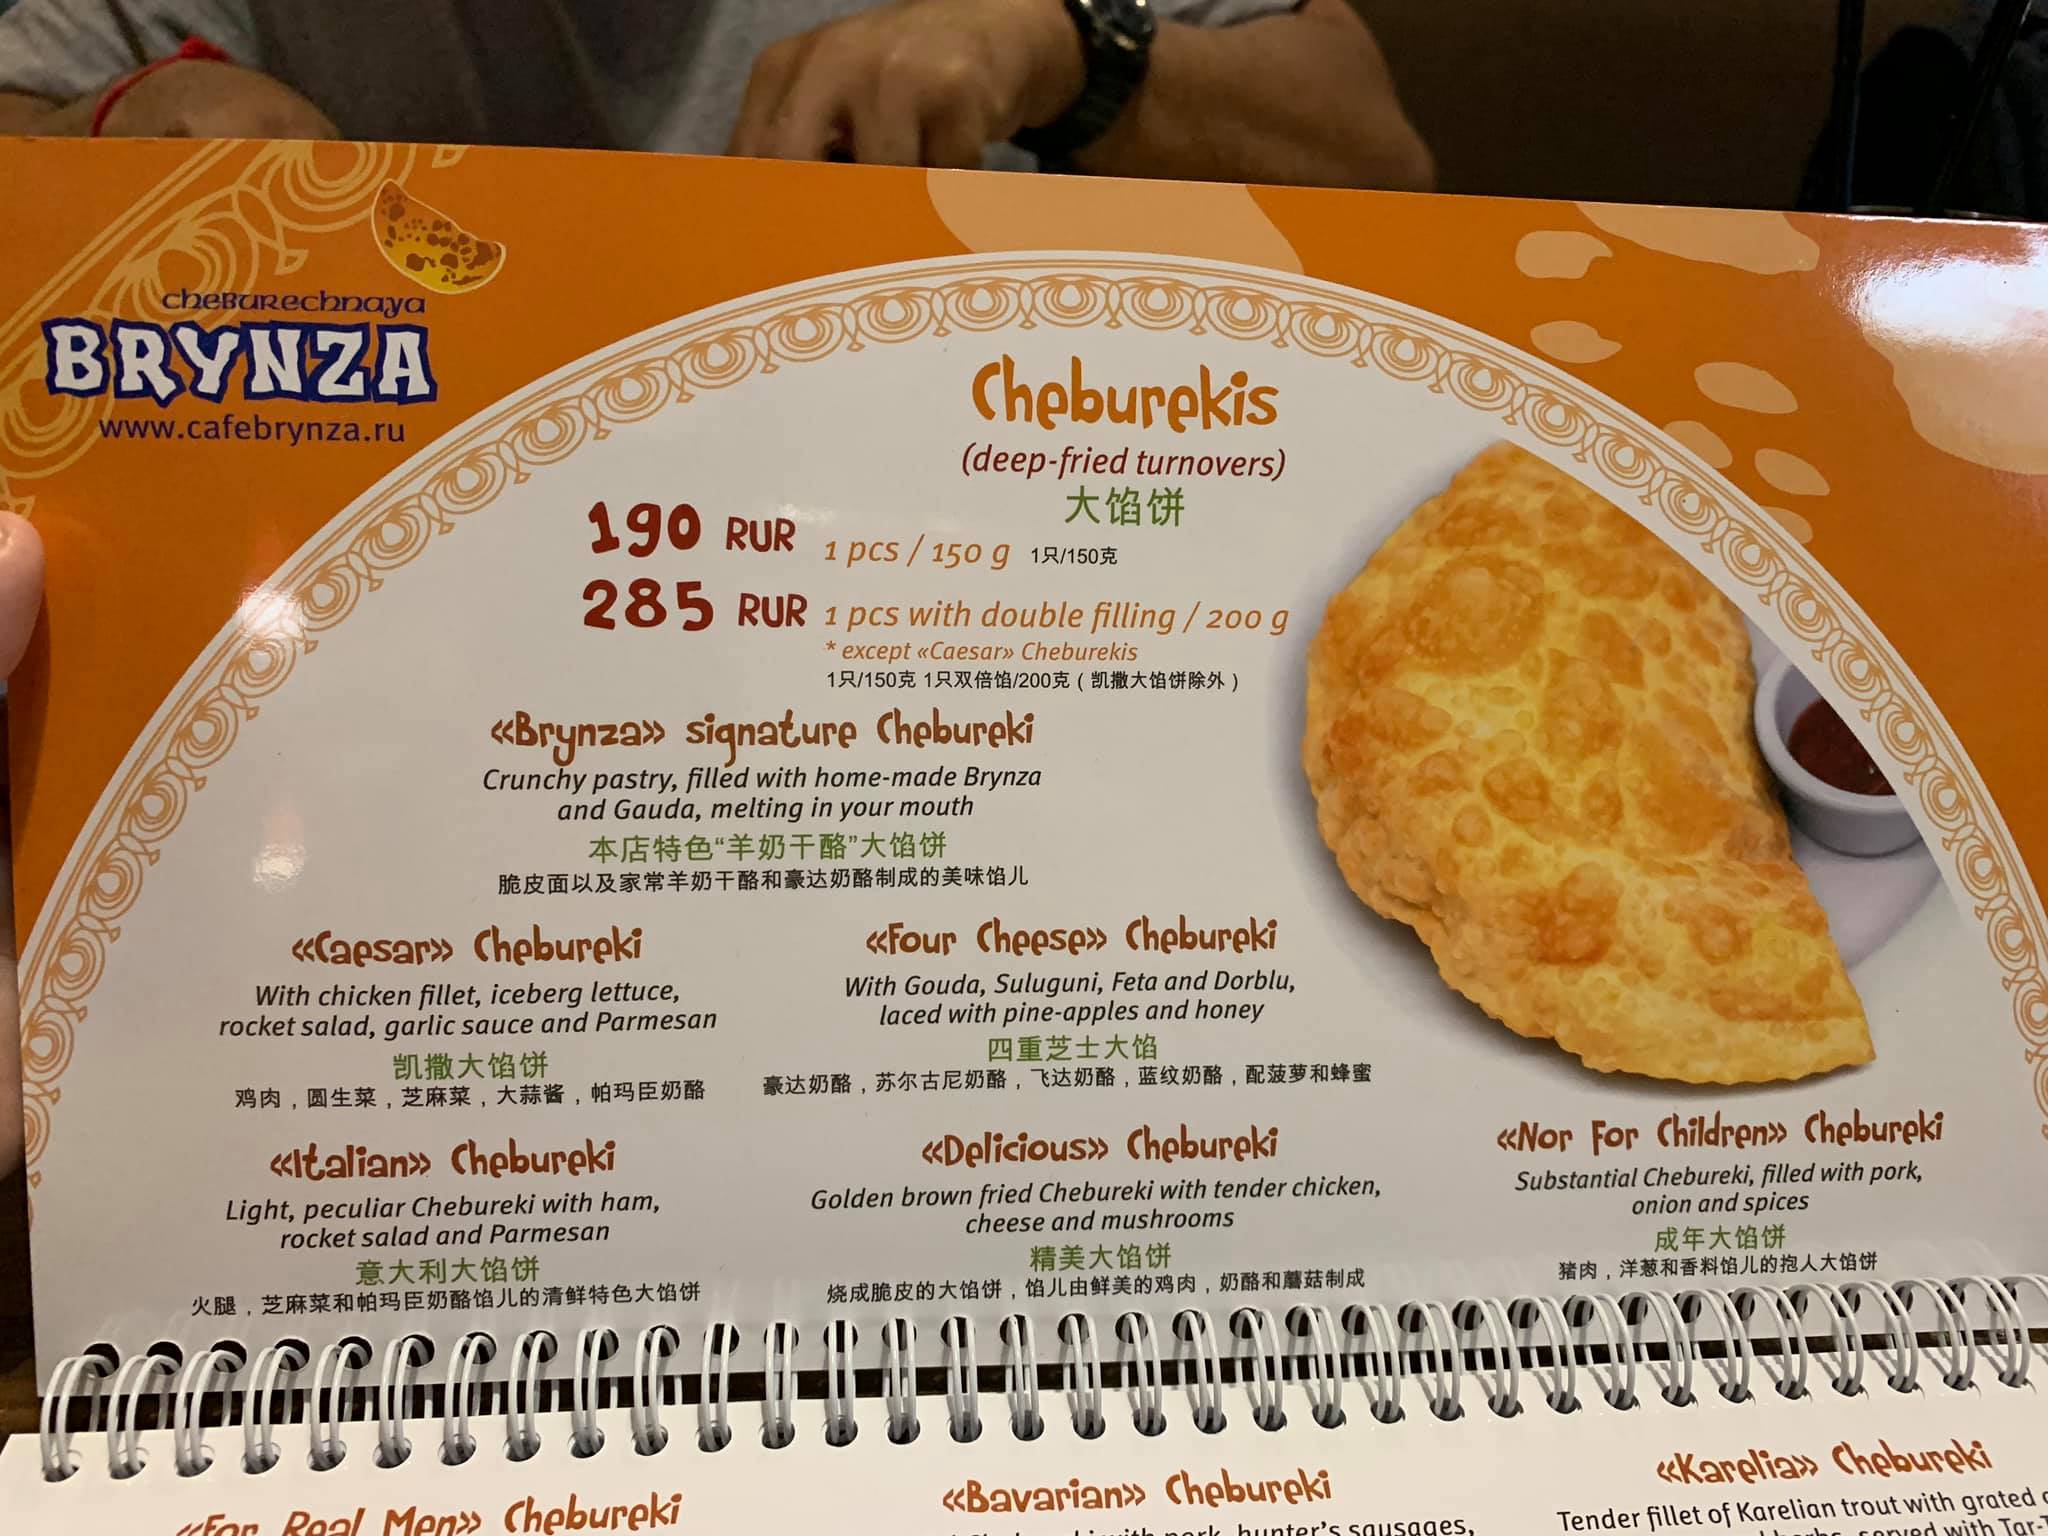 CHEBURECHNAYA
BRYNZA
www.cafebrynza.ru
Cheburekis
(deep-fried turnovers)
大馅饼
190 RUR 1 pcs / 150 g 1只/150克
285 RUR 1 pcs with double filling / 200 g
* except «Caesar» Cheburekis
1只/150克 1只双倍馅/200克 ( 凯撒大馅饼除外 )
«Brynza» signature Chebureki
Crunchy pastry, filled with home-made Brynza
and Gauda, melting in your mouth
本店特色“羊奶干酪”大馅饼
脆皮面以及家常羊奶干酪和豪达奶酪制成的美味馅儿
«Caesar» Chebureki
With chicken fillet, iceberg lettuce,
rocket salad, garlic sauce and Parmesan
凯撒大馅饼
鸡肉，圆生菜，芝麻菜，大蒜酱，帕玛臣奶酪
«Four Cheese» Chebureki
With Gouda, Suluguni, Feta and Dorblu,
laced with pine-apples and honey
四重芝士大馅
豪达奶酪，苏尔古尼奶酪，飞达奶酪，蓝纹奶酪，配菠萝和蜂蜜
«Italian» Chebureki
Light, peculiar Chebureki with ham,
rocket salad and Parmesan
意大利大馅饼
火腿，芝麻菜和帕玛臣奶酪馅儿的清鲜特色大馅饼
«Delicious» Chebureki
Golden brown fried Chebureki with tender chicken,
cheese and mushrooms
精美大馅饼
烧成脆皮的大馅饼，馅儿由鲜美的鸡肉，奶酪和蘑菇制成
«Nor For Children» Chebureki
Substantial Chebureki, filled with pork,
onion and spices
成年大馅饼
猪肉，洋葱和香料馅儿的抱人大馅饼
«For Real Men» Chebureki
«Bavarian» Chebureki
with pork, hunter's sausages,
«Karelia» Chebureki
Tender fillet of Karelian trout with grated
served with Tar-